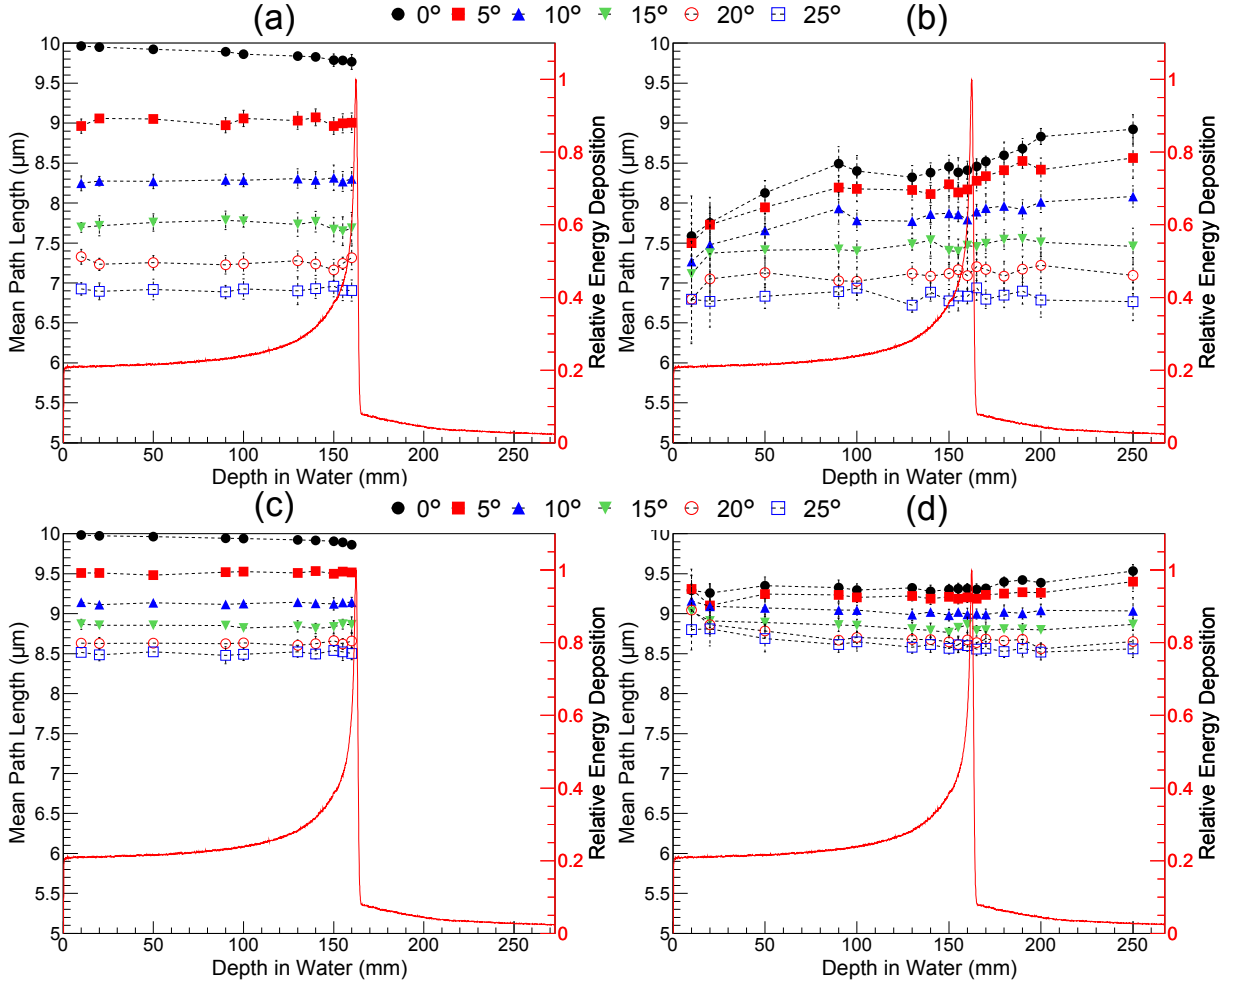 (a) 0° 5° 10° 15° 20° 25° (b)
10 1 10 1
9.5 9.5
9 0.8 9 0.8
8.5 8.5
8 0.6 8 0.6
7.5 7.5
7 0.4 7 0.4
6.5 6.5
6 0.2 6 0.2
5.5 5.5
5 0 5 0
Mean Path Length (μm) Relative Energy Deposition Mean Path Length (μm) Relative Energy Deposition
0 50 100 150 200 250 0 50 100 150 200 250
Depth in Water (mm) Depth in Water (mm)
(c) 0° 5° 10° 15° 20° 25° (d)
10 1 10 1
9.5 9.5
9 0.8 9 0.8
8.5 8.5
8 0.6 8 0.6
7.5 7.5
7 0.4 7 0.4
6.5 6.5
6 0.2 6 0.2
5.5 5.5
5 0 5 0
Mean Path Length (μm) Relative Energy Deposition Mean Path Length (μm) Relative Energy Deposition
0 50 100 150 200 250 0 50 100 150 200 250
Depth in Water (mm) Depth in Water (mm)